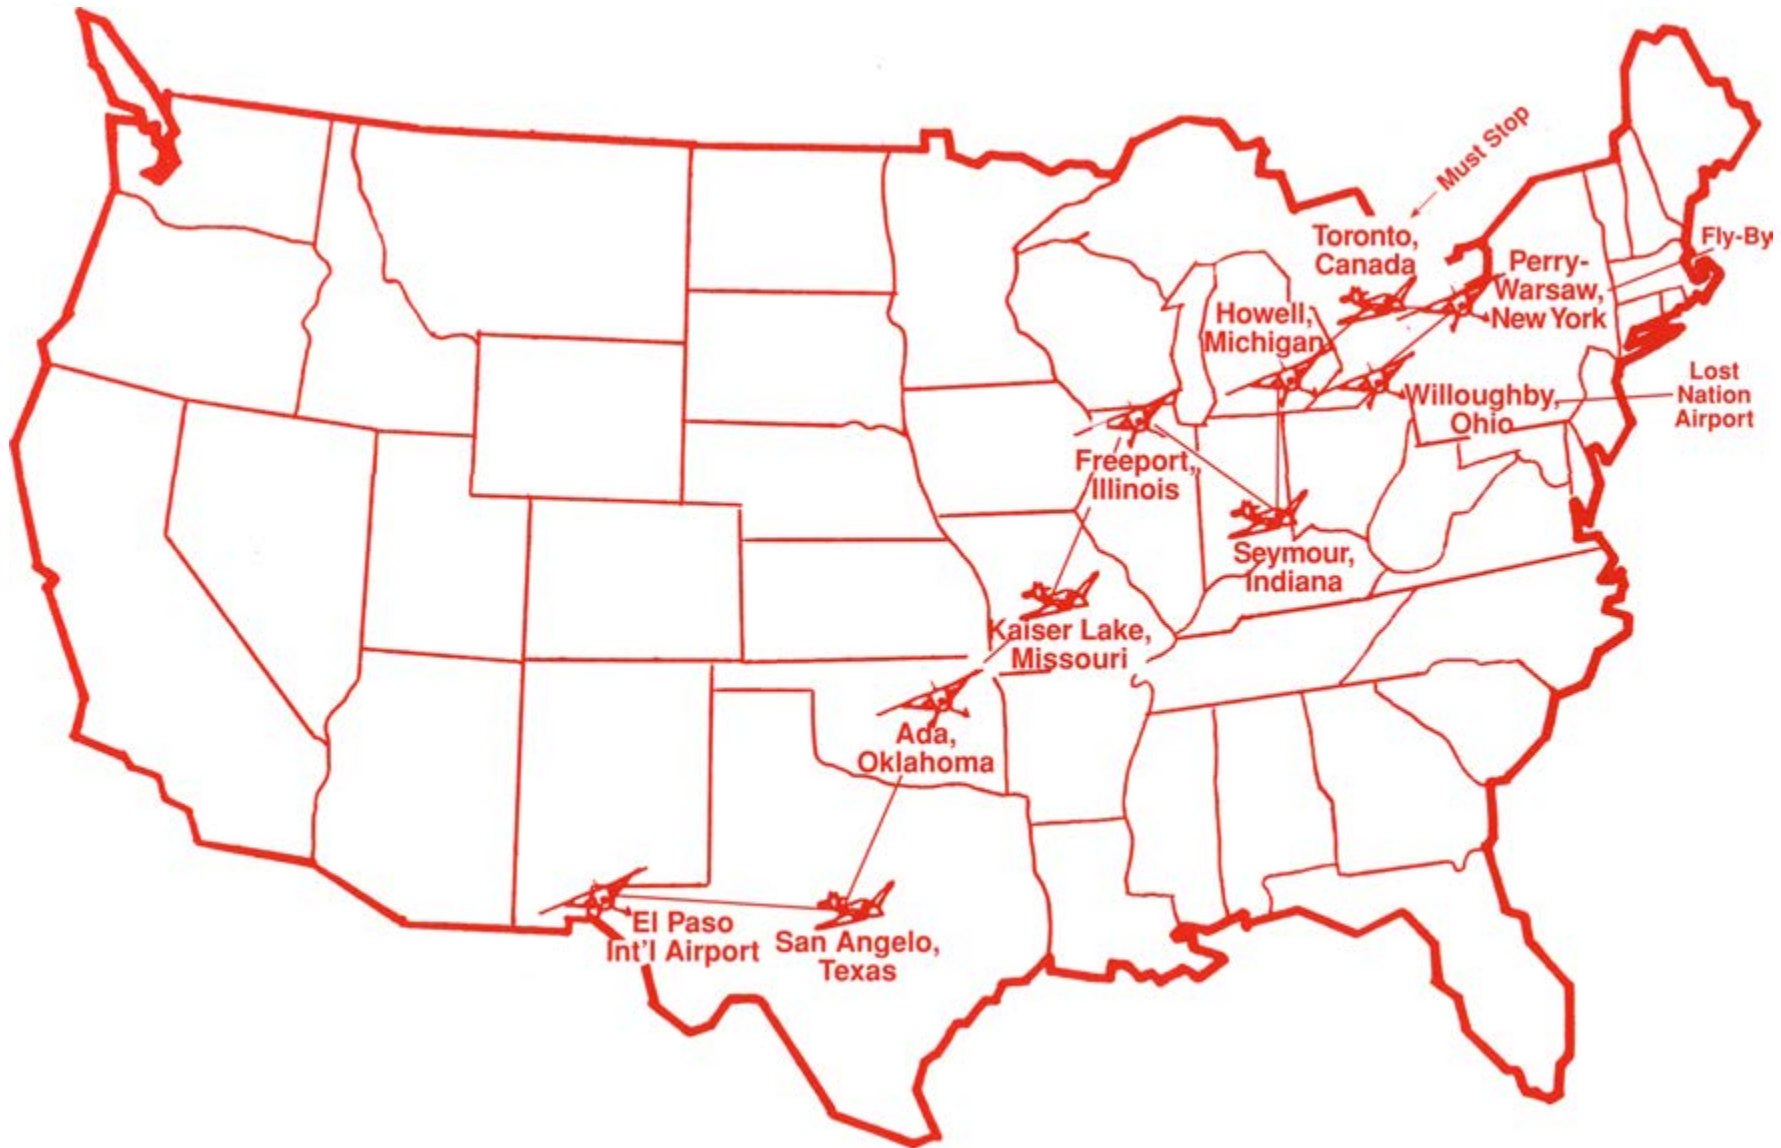 Must Stop
Toronto,
Canada
Fly-By
Perry-
Warsaw,
New York
Howell,
Michigan
Lost
Nation
Airport
Willoughby,
Ohio
Freeport,
Illinois
Seymour,
Indiana
Kaiser Lake,
Missouri
Ada,
Oklahoma
El Paso
Int'l Airport
San Angelo,
Texas